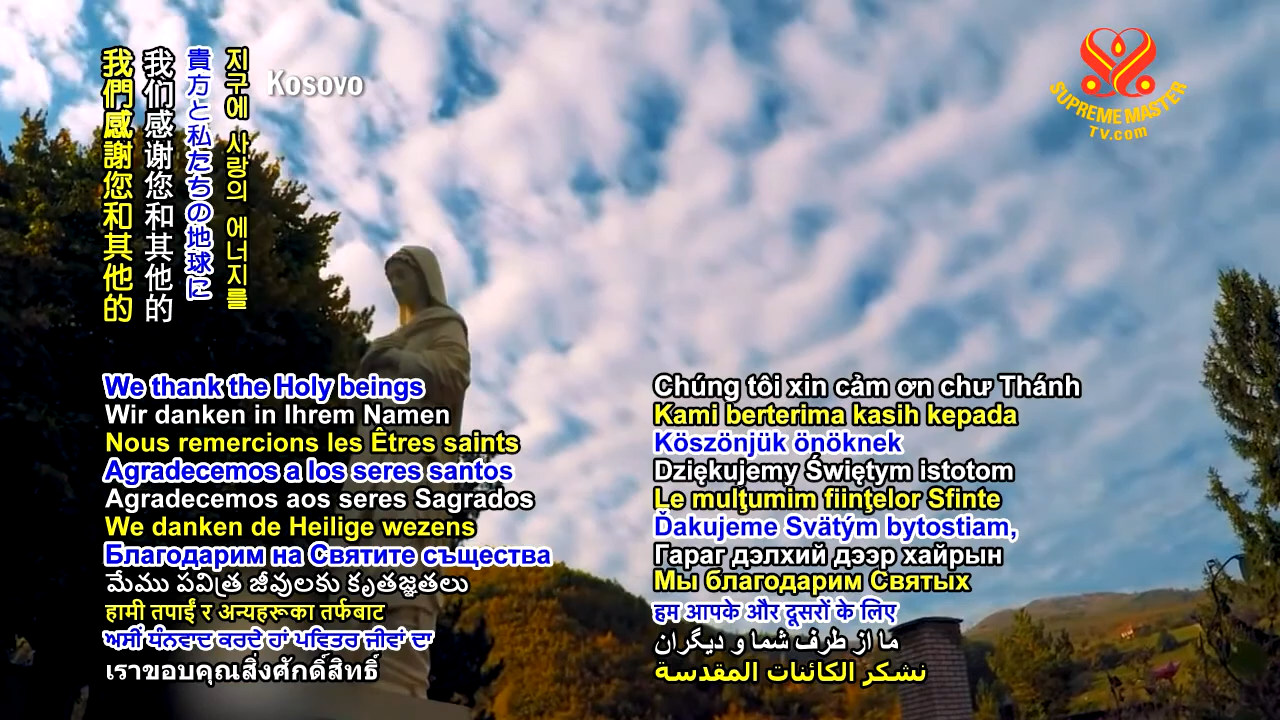 我們感謝您和其他的
我们感谢您和其他的
貴方と私たちの地球に
지구에 사랑의 에너지를
Kosovo
SUPREME MASTER
TV.com
We thank the Holy beings
Wir danken in Ihrem Namen
Nous remercions les Êtres saints
Agradecemos a los seres santos
Agradecemos aos seres Sagrados
We danken de Heilige wezens
Благодарим на Святите същества
మేము పవిత్ర జీవులకు కృతజ్ఞతలు
हामी तपाईं र अन्यहरूका तर्फबाट
ਅਸੀਂ ਧੰਨਵਾਦ ਕਰਦੇ ਹਾਂ ਪਵਿਤਰ ਜੀਵਾਂ ਦਾ
เราขอบคุณสิ่งศักดิ์สิทธิ์
Chúng tôi xin cảm ơn chư Thánh
Kami berterima kasih kepada
Köszönjük önöknek
Dziękujemy Świętym istotom
Le mulţumim fiinţelor Sfinte
Ďakujeme Svätým bytostiam,
Гараг дэлхий дээр хайрын
Мы благодарим Святых
हम आपके और दूसरों के लिए
ما از طرف شما و دیگران
نشكر الكائنات المقدسة